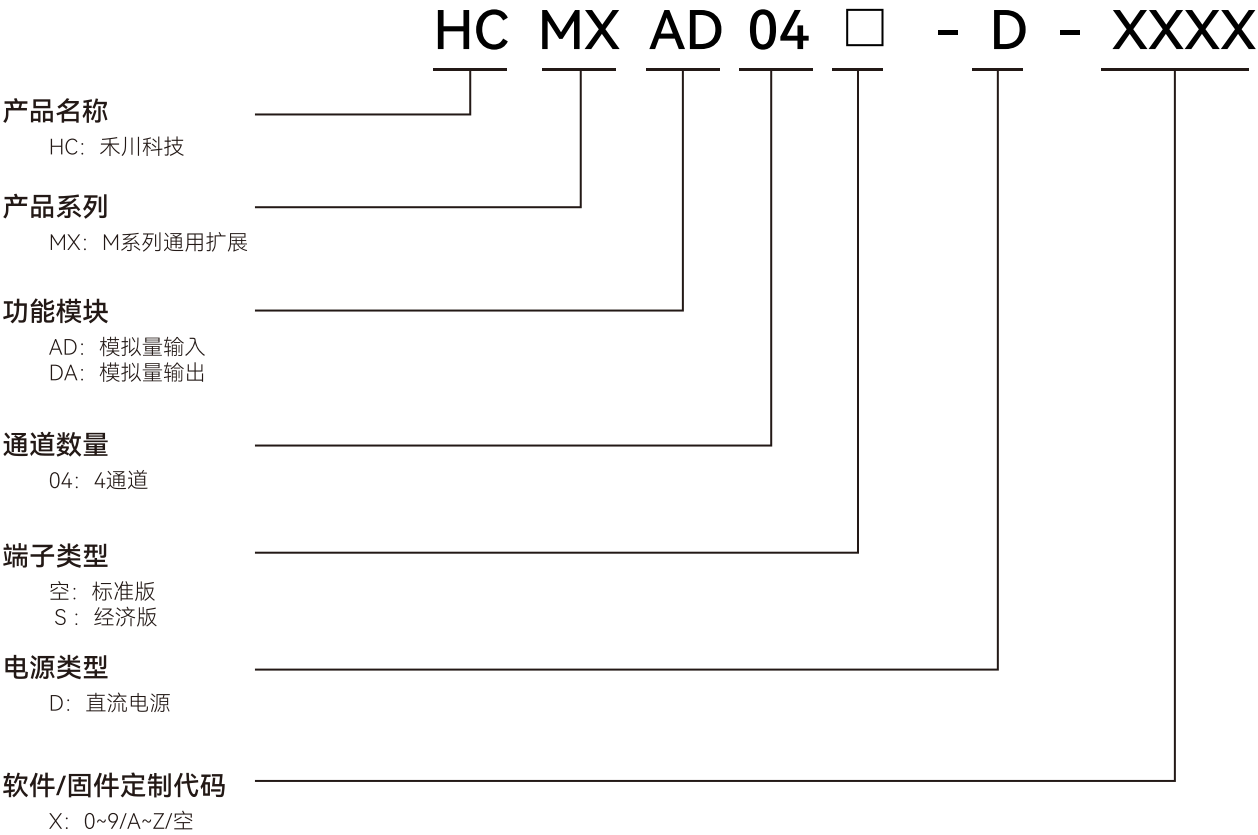 HC MX AD 04 □ - D - XXXX
产品名称
HC：禾川科技
产品系列
MX：M系列通用扩展
功能模块
AD：模拟量输入
DA：模拟量输出
通道数量
04：4通道
端子类型
空：标准版
S：经济版
电源类型
D：直流电源
软件/固件定制代码
X：0~9/A~Z/空